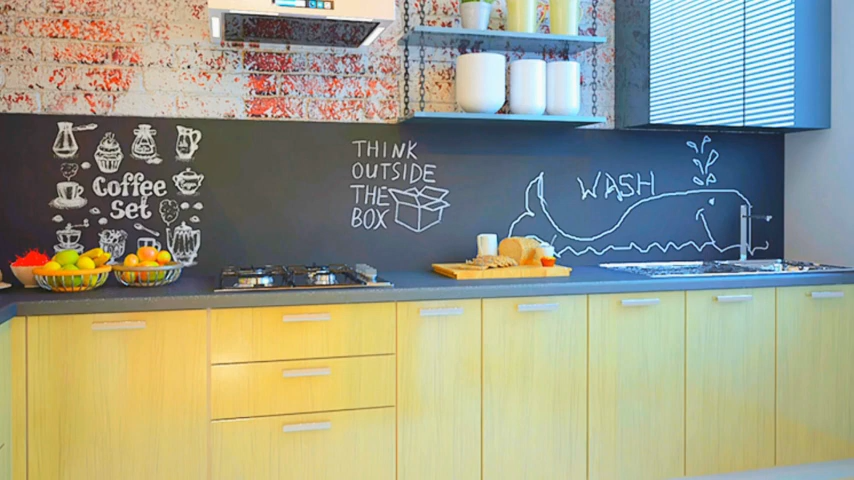 Coffee
Set
THINK
OUTSIDE
THE
BOX
WASH